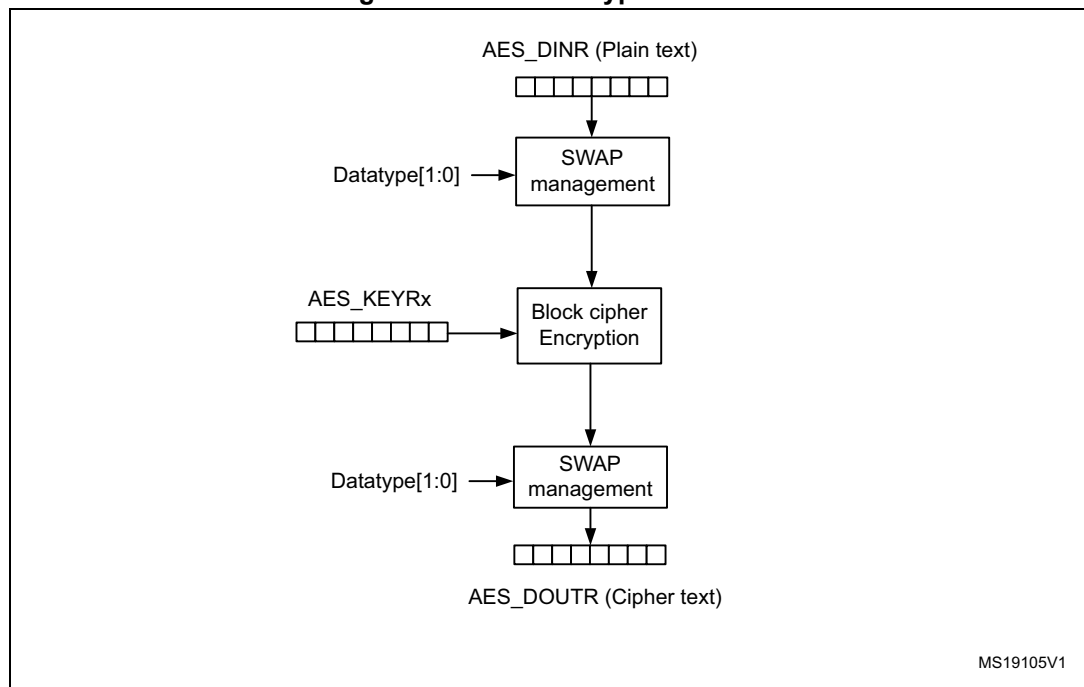 AES_DINR (Plain text)
SWAP
management
Datatype[1:0]
AES_KEYRx
Block cipher
Encryption
SWAP
management
Datatype[1:0]
AES_DOUTR (Cipher text)
MS19105V1